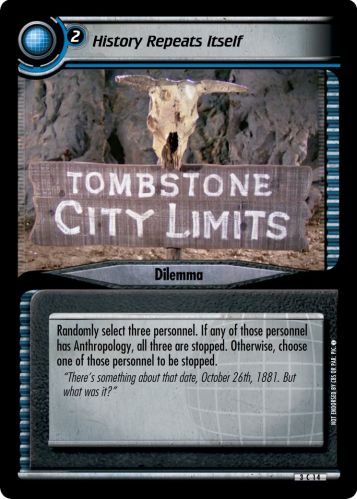 2 History Repeats Itself
TOMBSTONE
CITY LIMITS
Dilemma
Randomly select three personnel. If any of those personnel
has Anthropology, all three are stopped. Otherwise, choose
one of those personnel to be stopped.
“There’s something about that date, October 26th, 1881. But
what was it?”
NOT ENDORSED BY CBS OR PAR. PIC.
3 C 14